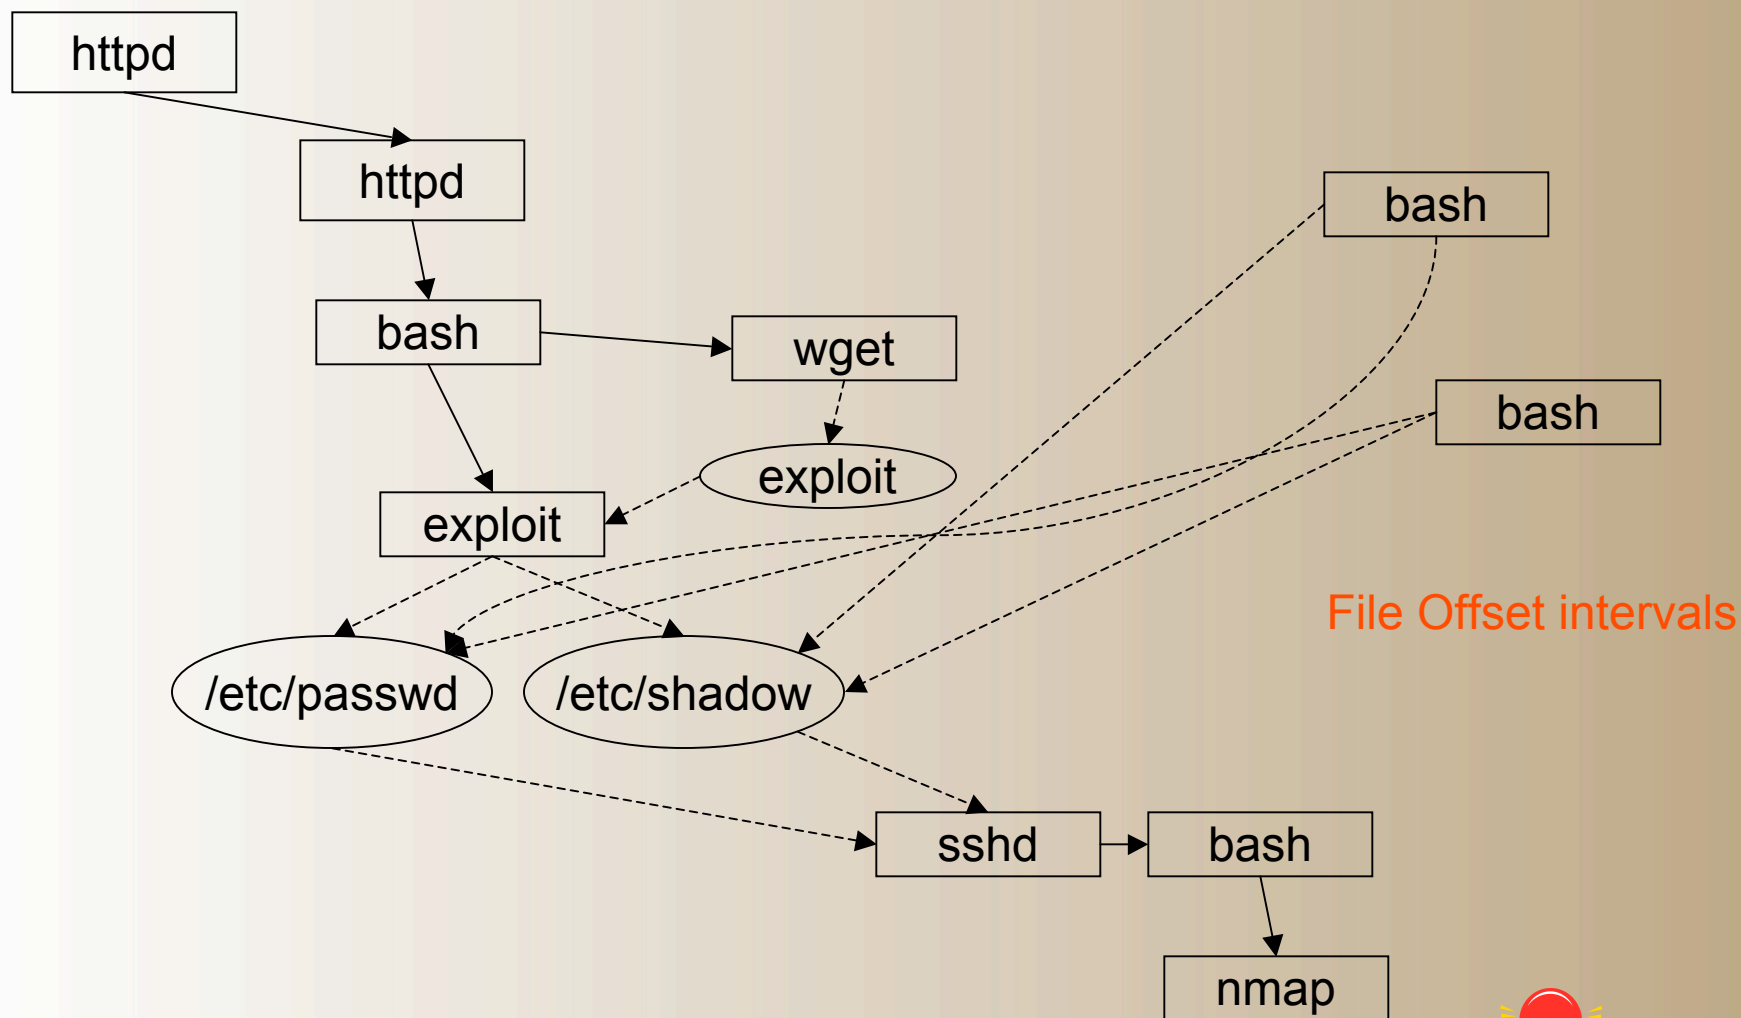 httpd
httpd
bash
bash
wget
bash
exploit
exploit
File Offset intervals
/etc/passwd
/etc/shadow
sshd
bash
nmap